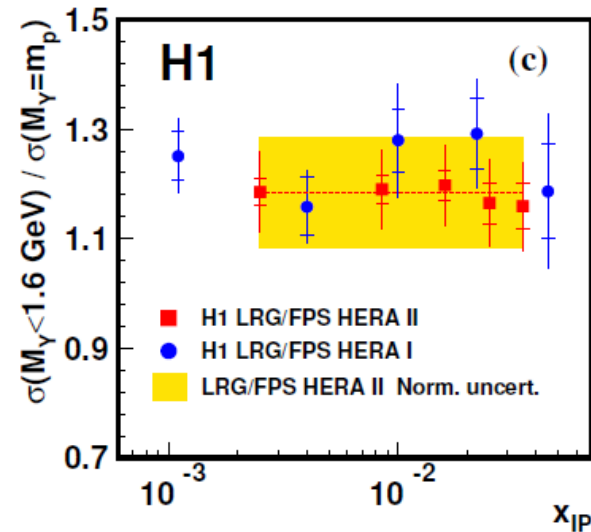 σ(M_Y<1.6 GeV) / σ(M_Y=m_p)
1.5
1.3
1.1
0.9
0.7
H1
(c)
H1 LRG/FPS HERA II
H1 LRG/FPS HERA I
LRG/FPS HERA II Norm. uncert.
10^-3
10^-2
x_IP